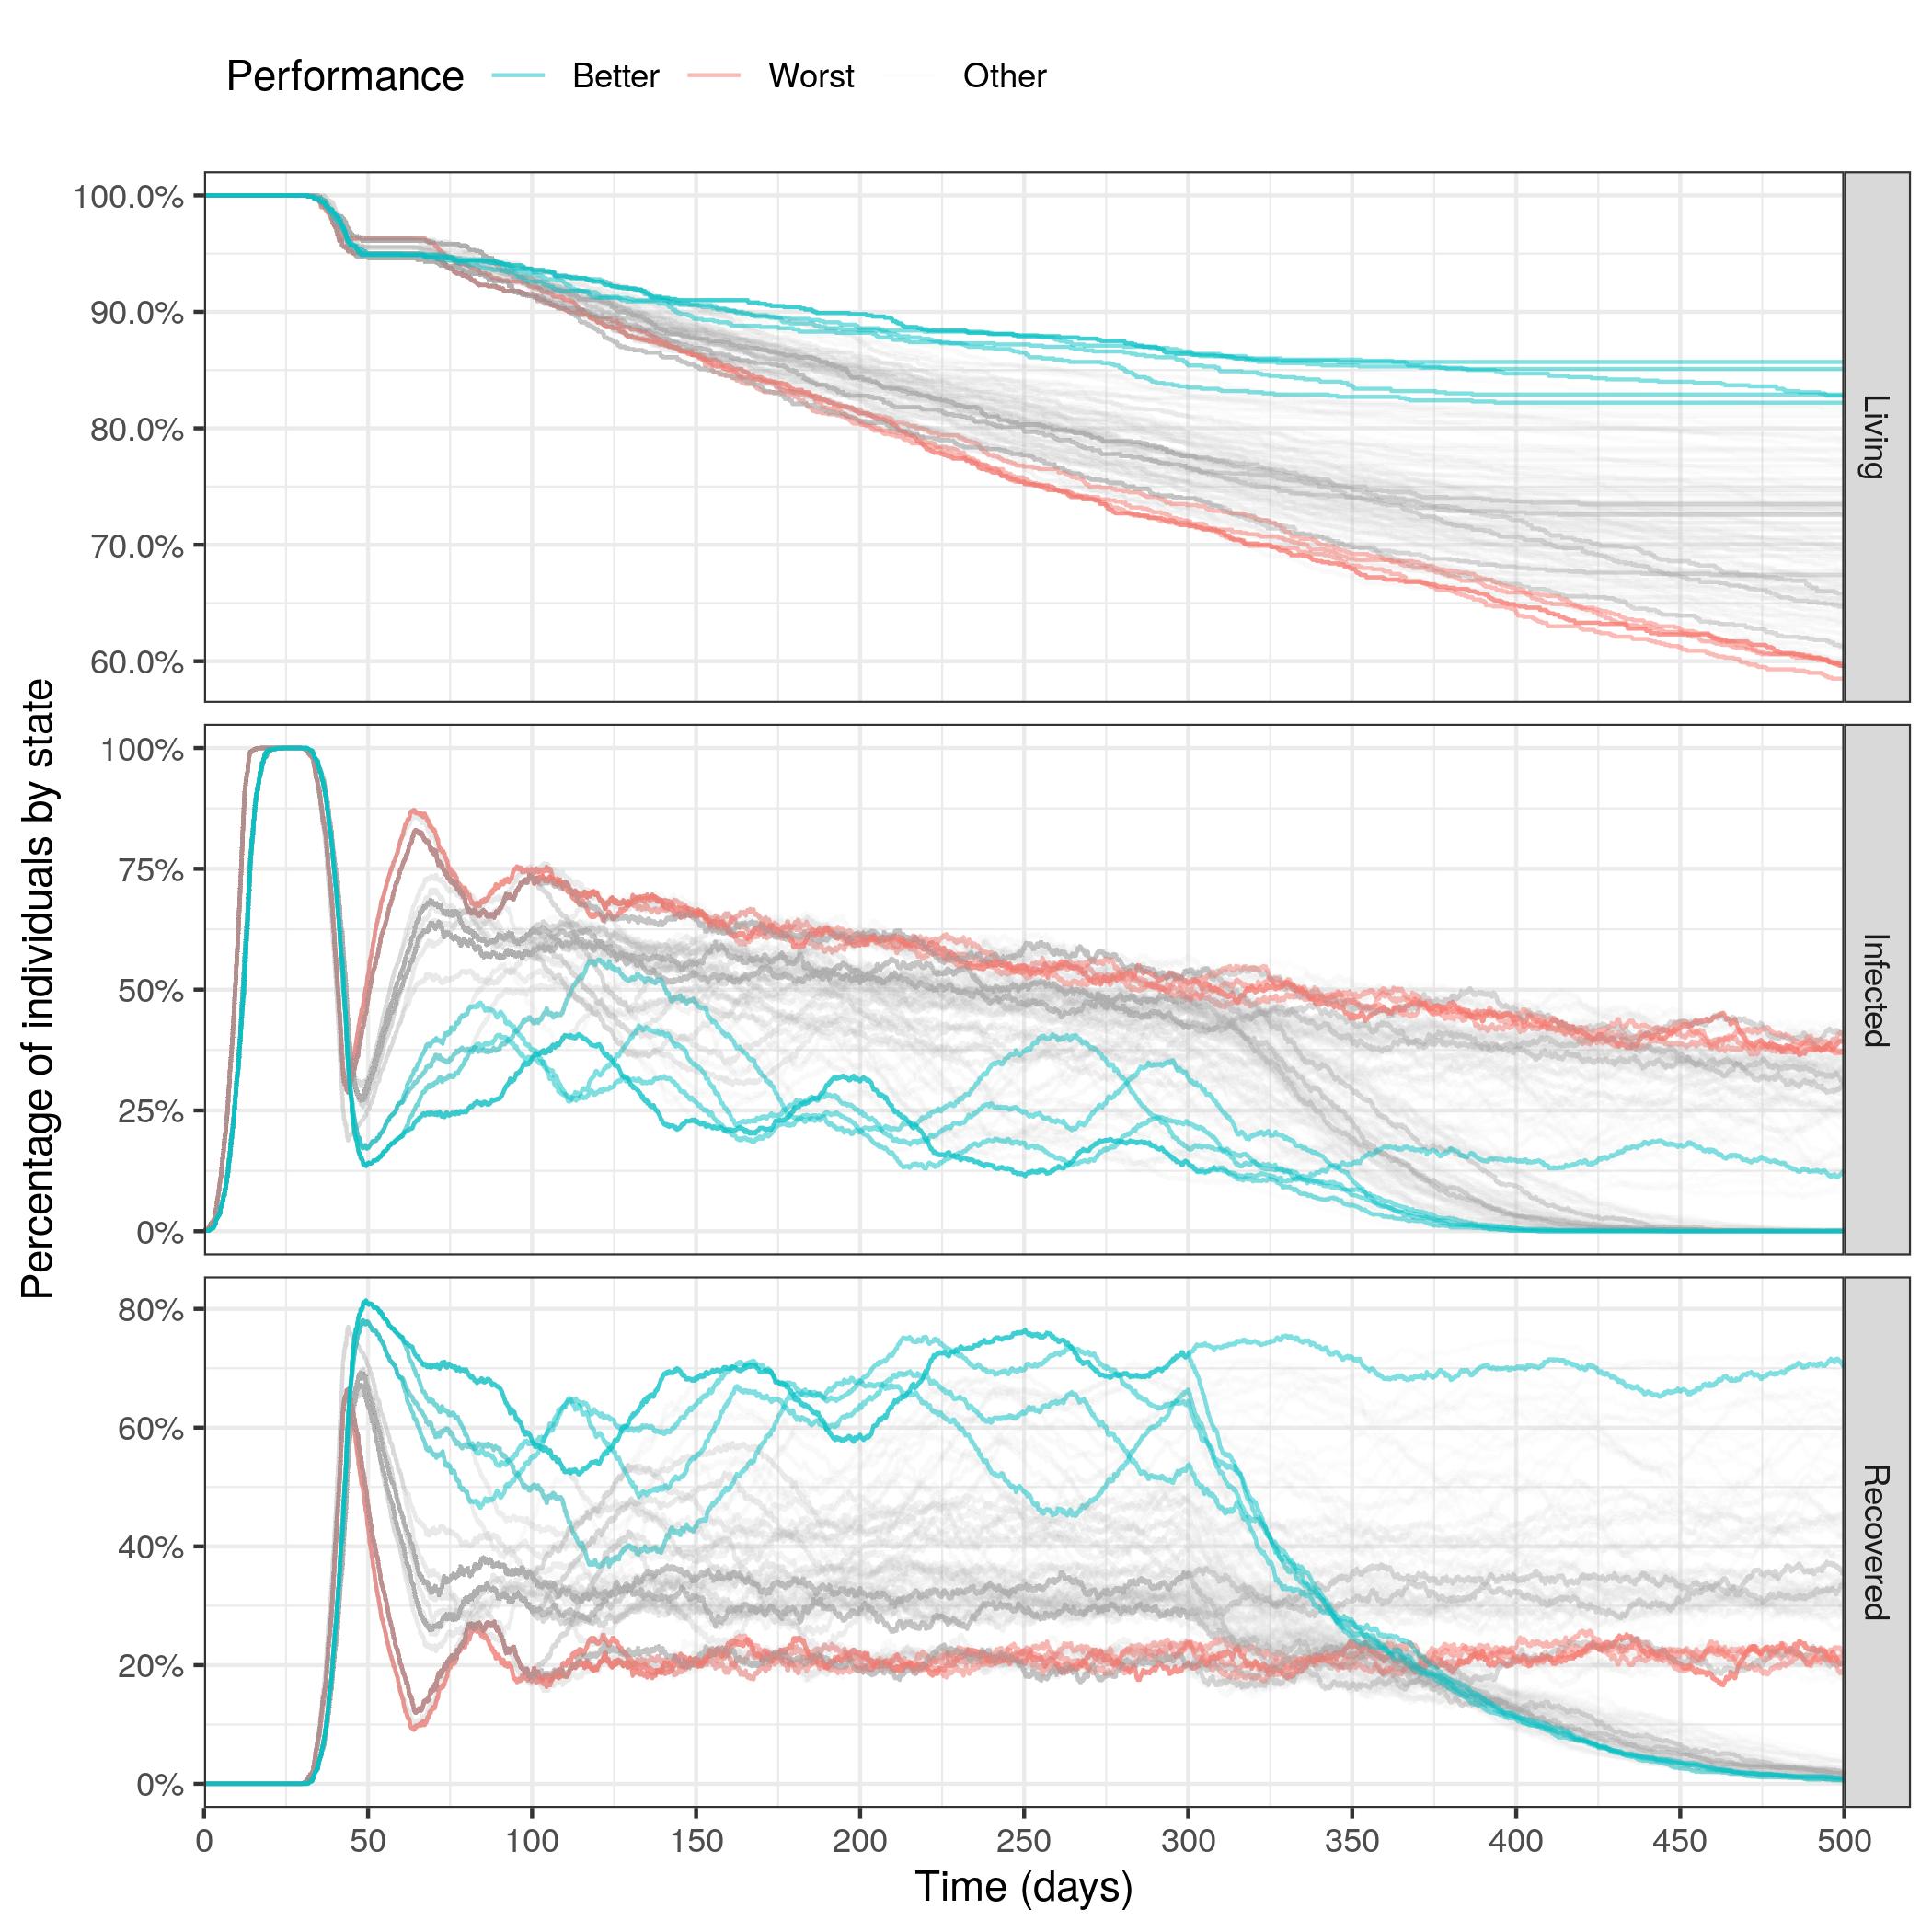 Performance Better Worst Other
100.0%
90.0%
80.0%
70.0%
60.0%
Living
100%
75%
50%
25%
0%
Infected
80%
60%
40%
20%
0%
Recovered
Percentage of individuals by state
0 50 100 150 200 250 300 350 400 450 500
Time (days)